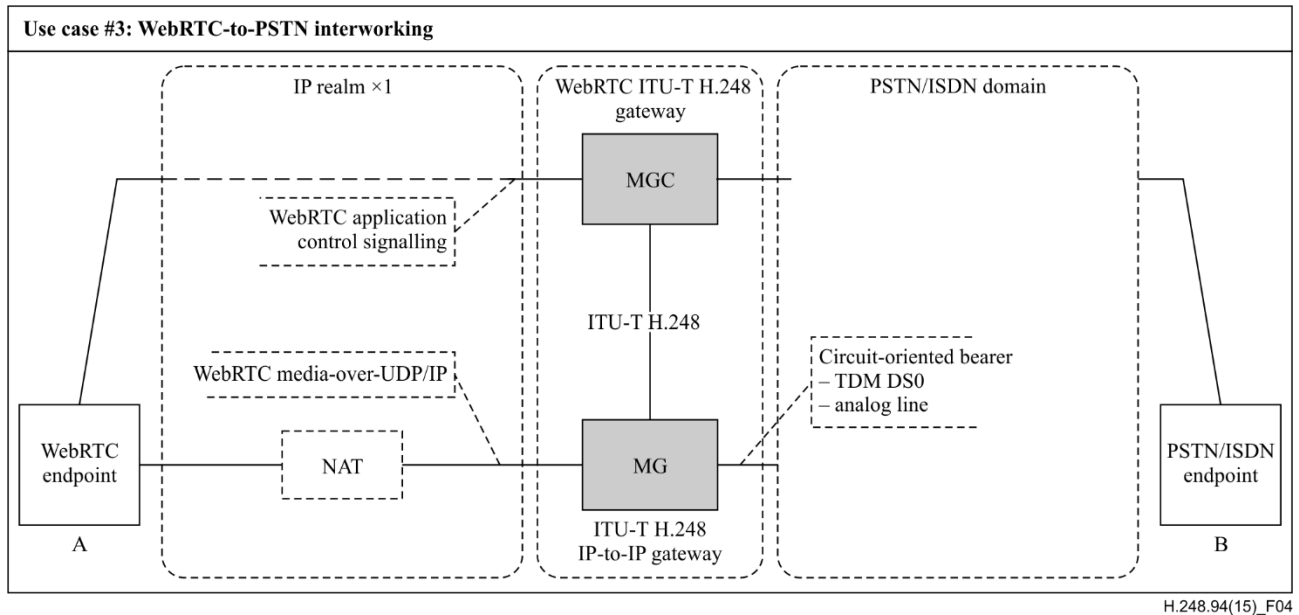 Use case #3: WebRTC-to-PSTN interworking
IP realm ×1
WebRTC ITU-T H.248
gateway
PSTN/ISDN domain
MGC
WebRTC application
control signalling
ITU-T H.248
WebRTC media-over-UDP/IP
Circuit-oriented bearer
– TDM DS0
– analog line
WebRTC
endpoint
NAT
MG
PSTN/ISDN
endpoint
A
ITU-T H.248
IP-to-IP gateway
B
H.248.94(15)_F04